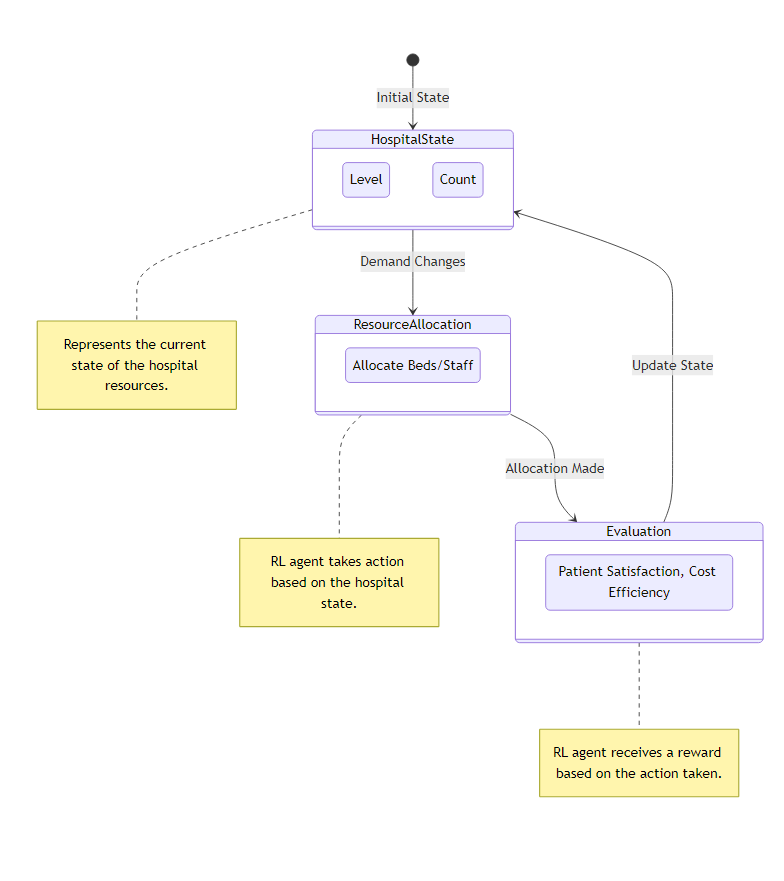 Initial State
HospitalState
Level
Count
Demand Changes
Represents the current
state of the hospital
resources.
ResourceAllocation
Allocate Beds/Staff
Update State
Allocation Made
RL agent takes action
based on the hospital
state.
Evaluation
Patient Satisfaction, Cost
Efficiency
RL agent receives a reward
based on the action taken.